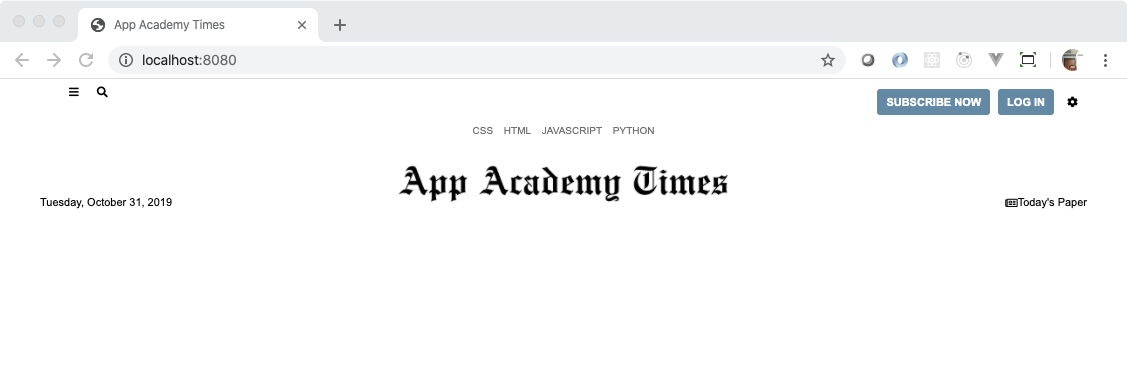 App Academy Times
localhost:8080
SUBSCRIBE NOW LOG IN
CSS HTML JAVASCRIPT PYTHON
App Academy Times
Tuesday, October 31, 2019 Today's Paper